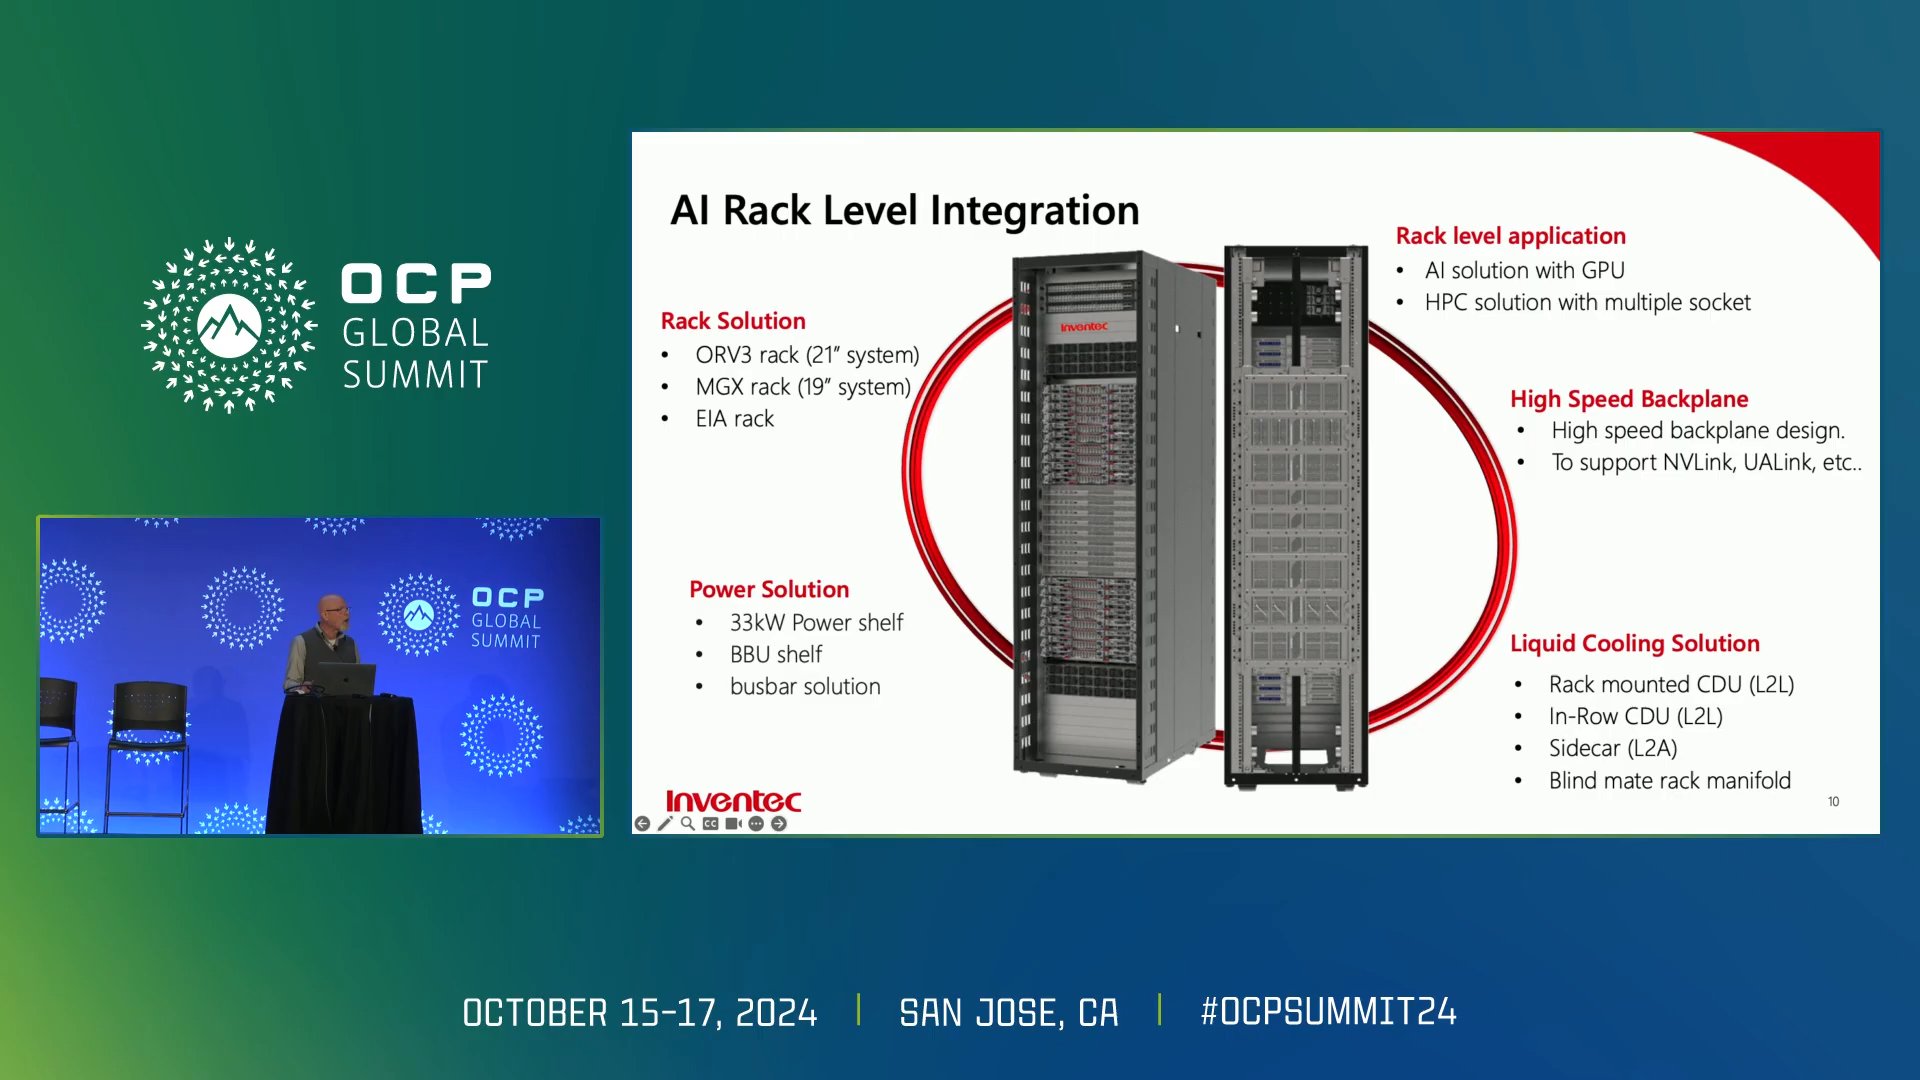 OCP
GLOBAL
SUMMIT
OCP
GLOBAL
SUMMIT
AI Rack Level Integration
Rack Solution
• ORV3 rack (21” system)
• MGX rack (19” system)
• EIA rack
Power Solution
• 33kW Power shelf
• BBU shelf
• busbar solution
Inventec
Rack level application
• AI solution with GPU
• HPC solution with multiple socket
High Speed Backplane
• High speed backplane design.
• To support NVLink, UALink, etc..
Liquid Cooling Solution
• Rack mounted CDU (L2L)
• In-Row CDU (L2L)
• Sidecar (L2A)
• Blind mate rack manifold
Inventec
CC
10
OCTOBER 15-17, 2024 | SAN JOSE, CA | #OCPSUMMIT24